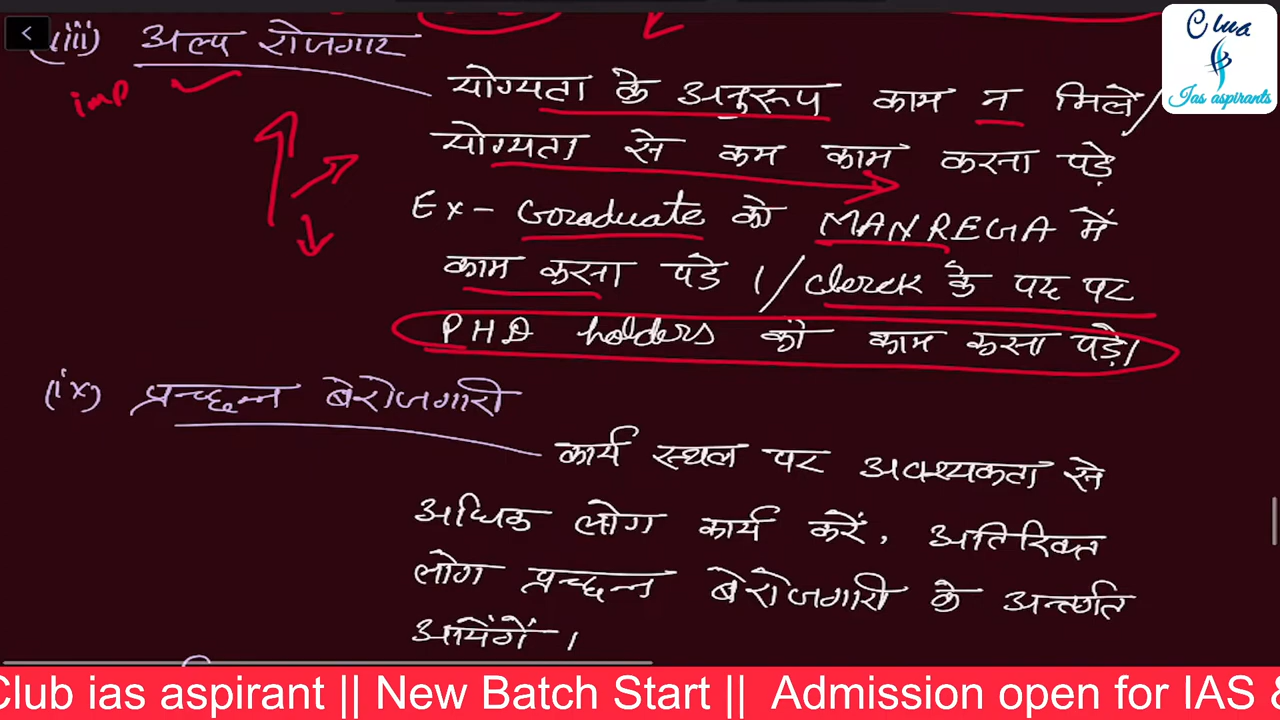 (viii) अल्प रोजगार
imp
योग्यता के अनुरूप काम न मिलें/
योग्यता से कम काम करना पड़े
Ex- Graduate को MANREGA में
काम करना पड़े ।/ clerk के पद पर
PHD holders को काम करना पड़े।
(ix) प्रच्छन्न बेरोजगारी
कार्य स्थल पर अवश्यकता से
अधिक लोग कार्य करें, अतिरिक्त
लोग प्रच्छन्न बेरोजगारी के अन्तर्गत
आयेंगें ।
Club
Ias aspirants
Club ias aspirant || New Batch Start || Admission open for IAS &